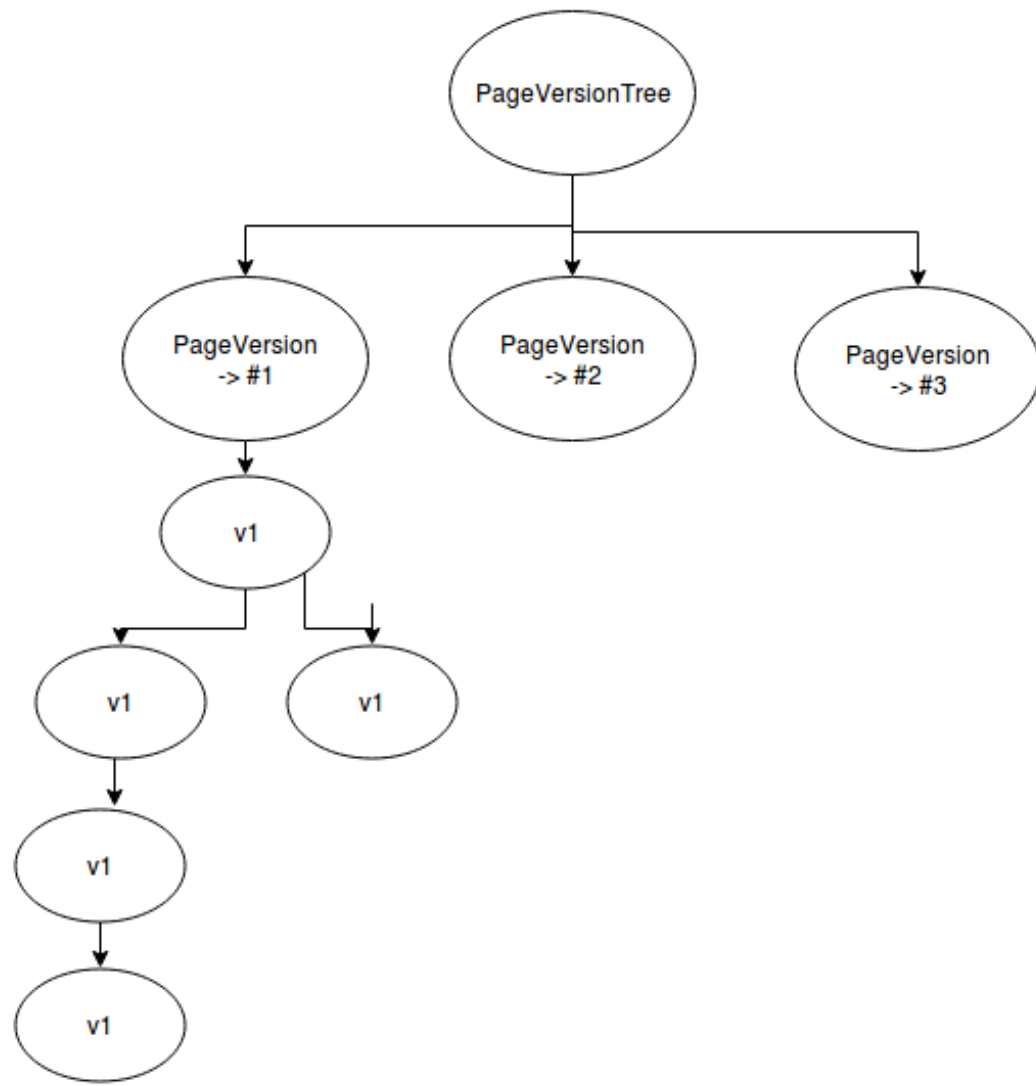 PageVersionTree
PageVersion
-> #1
PageVersion
-> #2
PageVersion
-> #3
v1
v1
v1
v1
v1